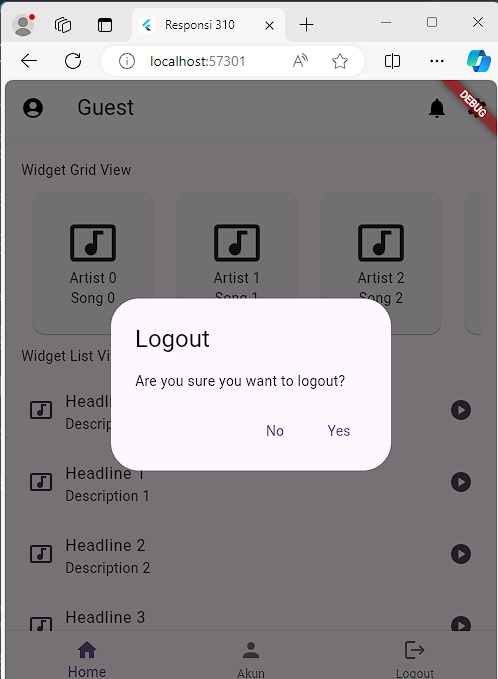 Responsi 310
localhost:57301
Guest
DEBUG
Widget Grid View
Artist 0
Song 0
Artist 1
Song 1
Artist 2
Song 2
Widget List Vi
Logout
Are you sure you want to logout?
No
Yes
Headli
Descrip
Headline 1
Description 1
Headline 2
Description 2
Headline 3
Home
Akun
Logout